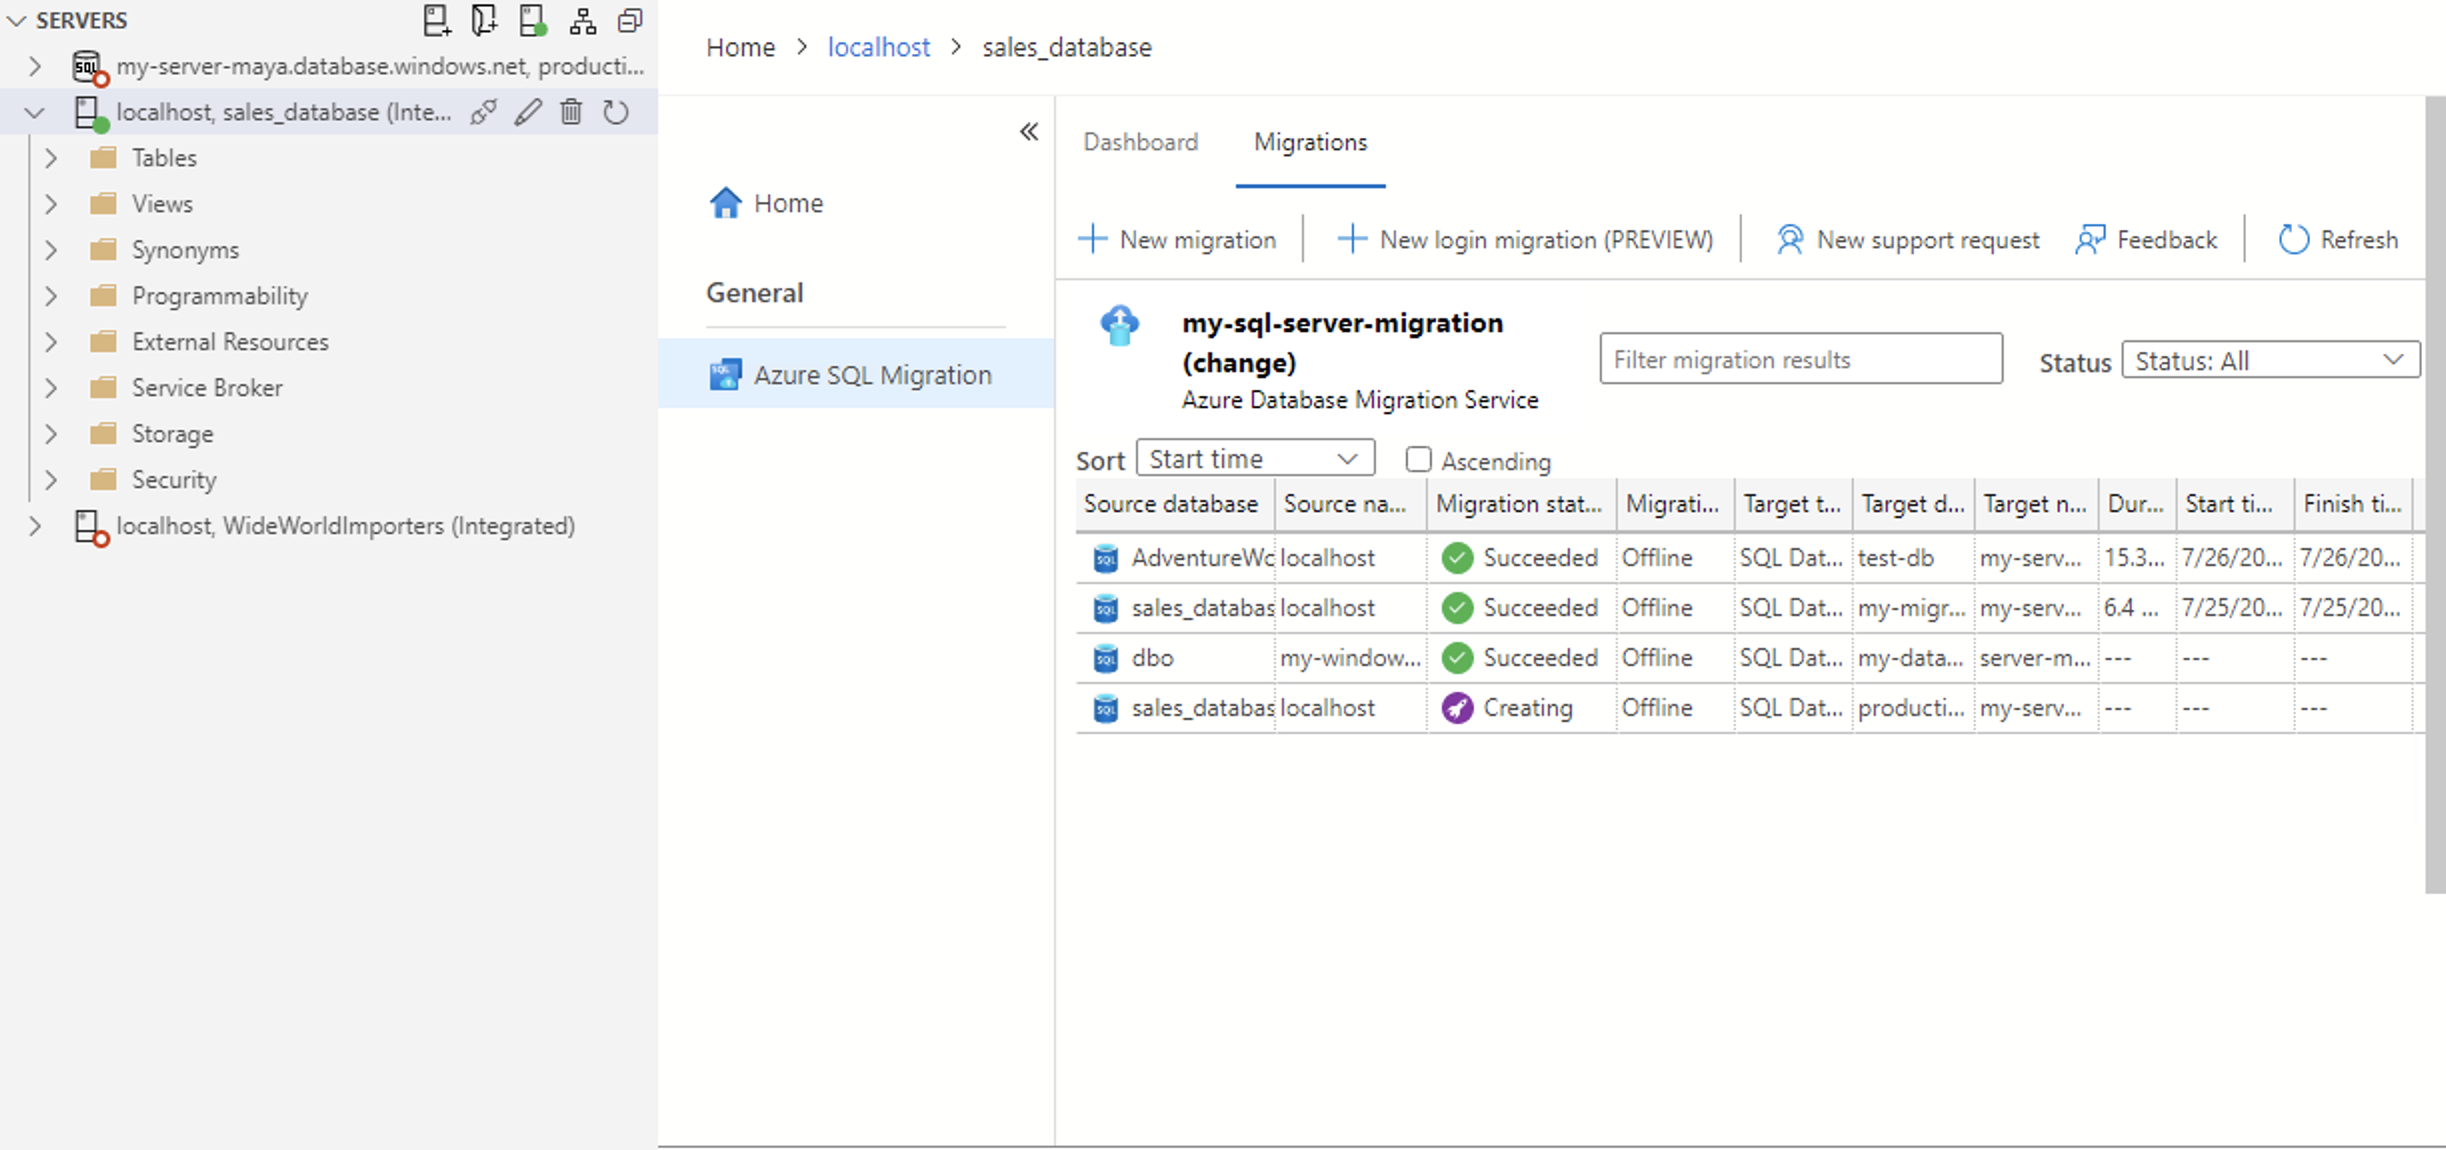 SERVERS
my-server-maya.database.windows.net, producti...
localhost, sales_database (Inte...
Tables
Views
Synonyms
Programmability
External Resources
Service Broker
Storage
Security
localhost, WideWorldImporters (Integrated)
Home > localhost > sales_database
Home
General
Azure SQL Migration
Dashboard Migrations
New migration New login migration (PREVIEW) New support request Feedback Refresh
my-sql-server-migration
(change)
Azure Database Migration Service
Filter migration results
Status Status: All
Sort Start time Ascending
Source database Source na... Migration stat... Migrati... Target t... Target d... Target n... Dur... Start ti... Finish ti...
AdventureWo localhost Succeeded Offline SQL Dat... test-db my-serv... 15.3... 7/26/20... 7/26/20...
sales_databas localhost Succeeded Offline SQL Dat... my-migr... my-serv... 6.4 ... 7/25/20... 7/25/20...
dbo my-window... Succeeded Offline SQL Dat... my-data... server-m... --- --- ---
sales_databas localhost Creating Offline SQL Dat... producti... my-serv... --- --- ---